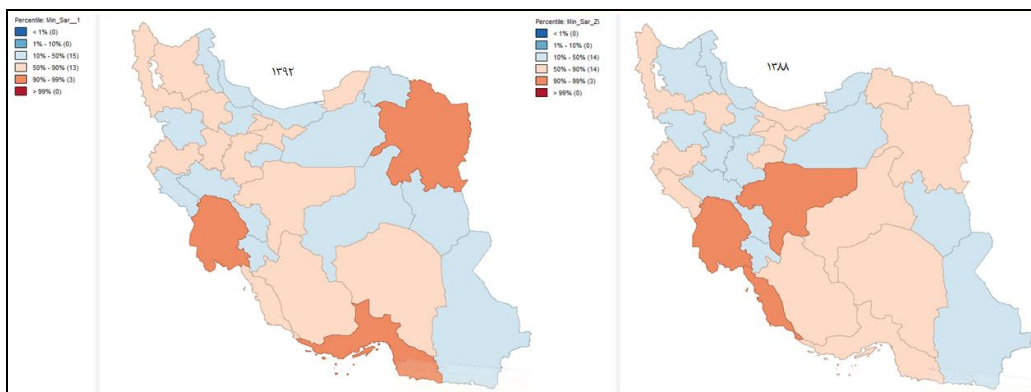 Percentile: Min_Sar__1
< 1% (0)
1% - 10% (0)
10% - 50% (15)
50% - 90% (13)
90% - 99% (3)
> 99% (0)
۱۳۹۲
Percentile: Min_Sar_Zi
< 1% (0)
1% - 10% (0)
10% - 50% (14)
50% - 90% (14)
90% - 99% (3)
> 99% (0)
۱۳۸۸